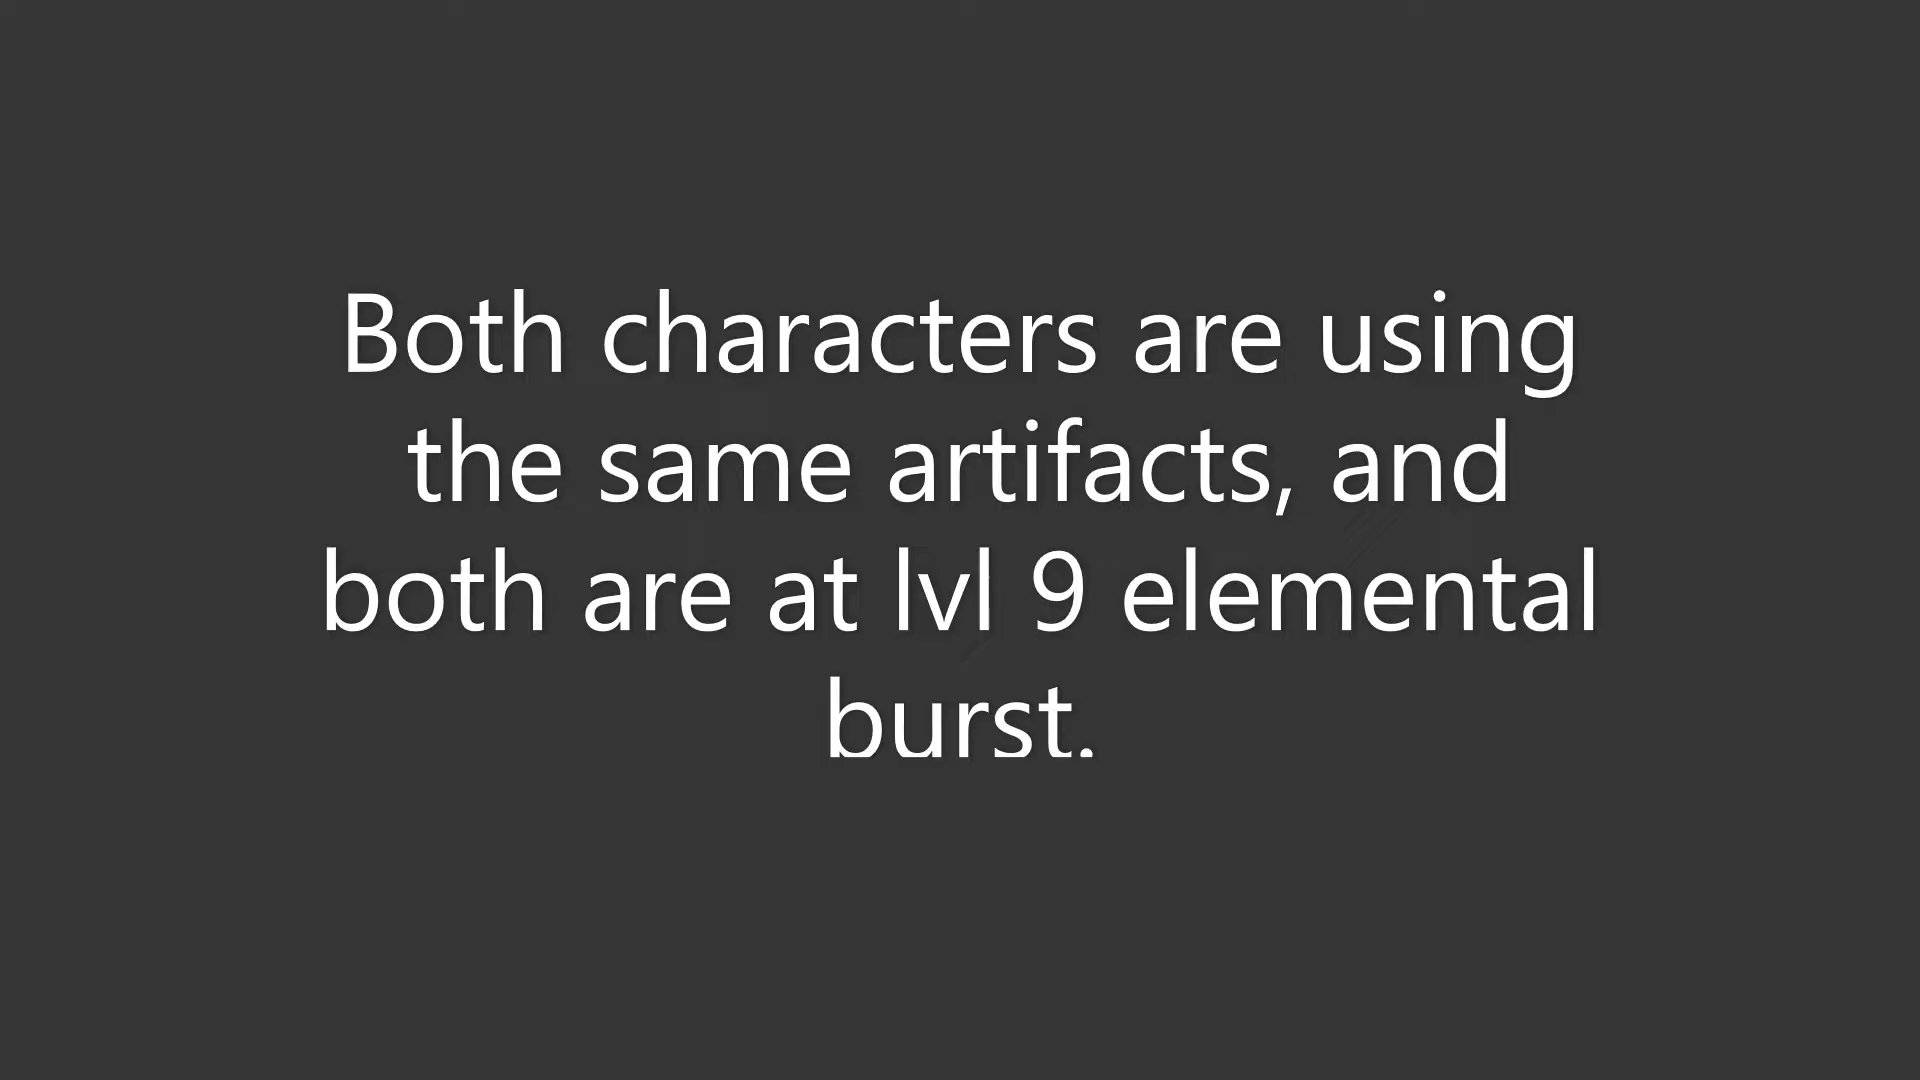 Both characters are using
the same artifacts, and
both are at lvl 9 elemental
burst.